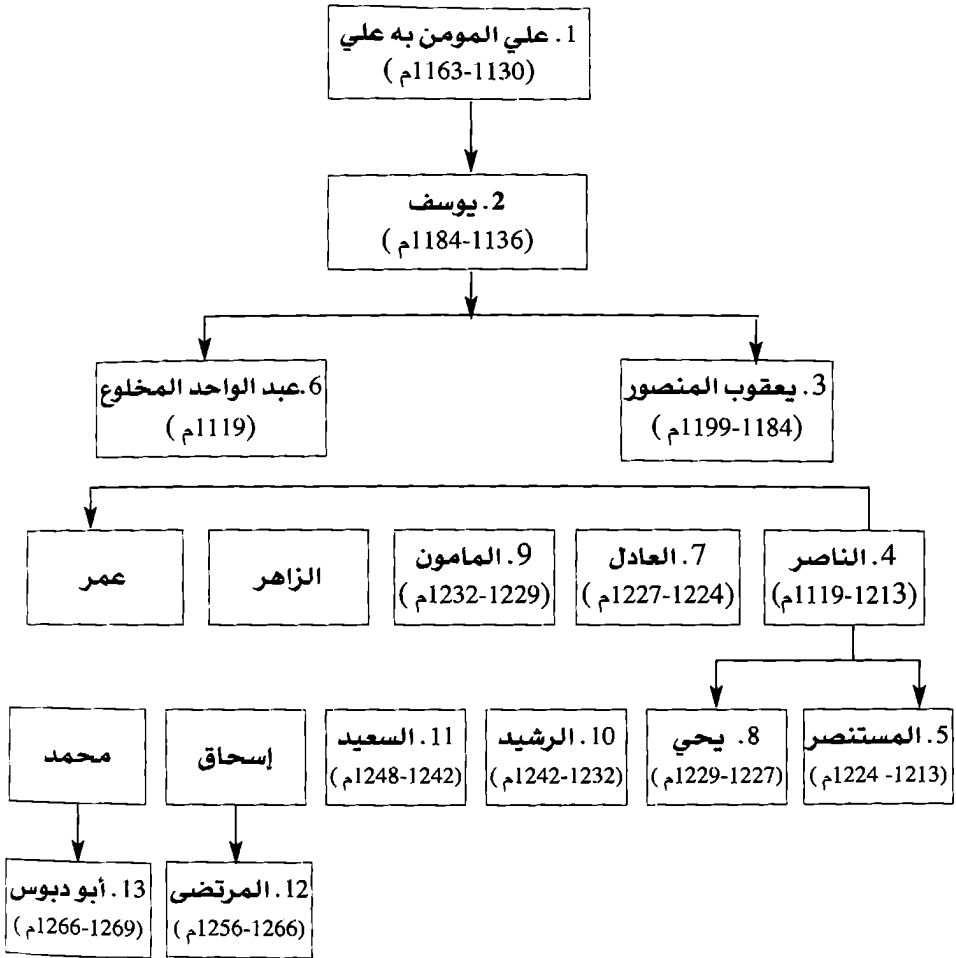 1. علي المومن به علي
(1130-1163م)
2. يوسف
(1136-1184م)
3. يعقوب المنصور
(1184-1199م)
6. عبد الواحد المخلوع
(1119م)
4. الناصر
(1119-1213م)
7. العادل
(1224-1227م)
9. المامون
(1229-1232م)
الزاهر
عمر
5. المستنصر
(1213- 1224م)
8. يحي
(1227-1229م)
10. الرشيد
(1232-1242م)
11. السعيد
(1242-1248م)
إسحاق
محمد
12. المرتضى
(1256-1266م)
13. أبو دبوس
(1266-1269م)